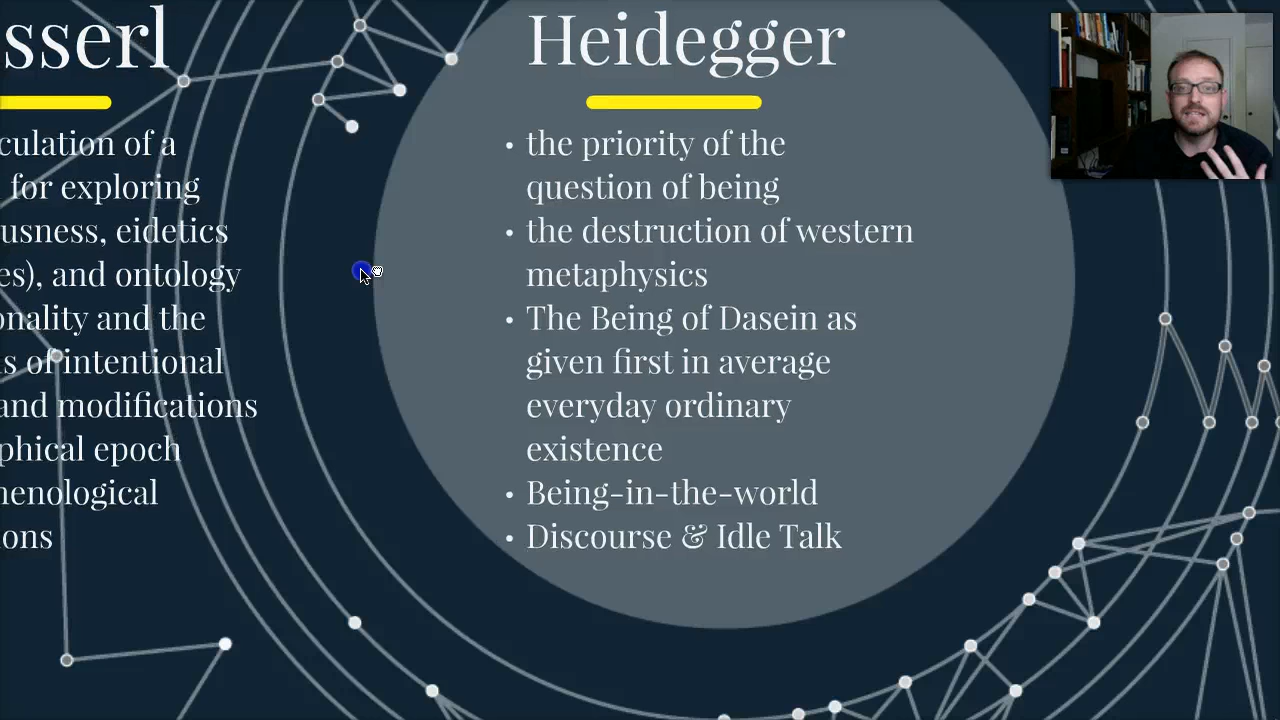 sserl
culation of a
for exploring
usness, eidetics
es), and ontology
onality and the
s of intentional
and modifications
phical epoch
nenological
ions
Heidegger
• the priority of the
question of being
• the destruction of western
metaphysics
• The Being of Dasein as
given first in average
everyday ordinary
existence
• Being-in-the-world
• Discourse & Idle Talk